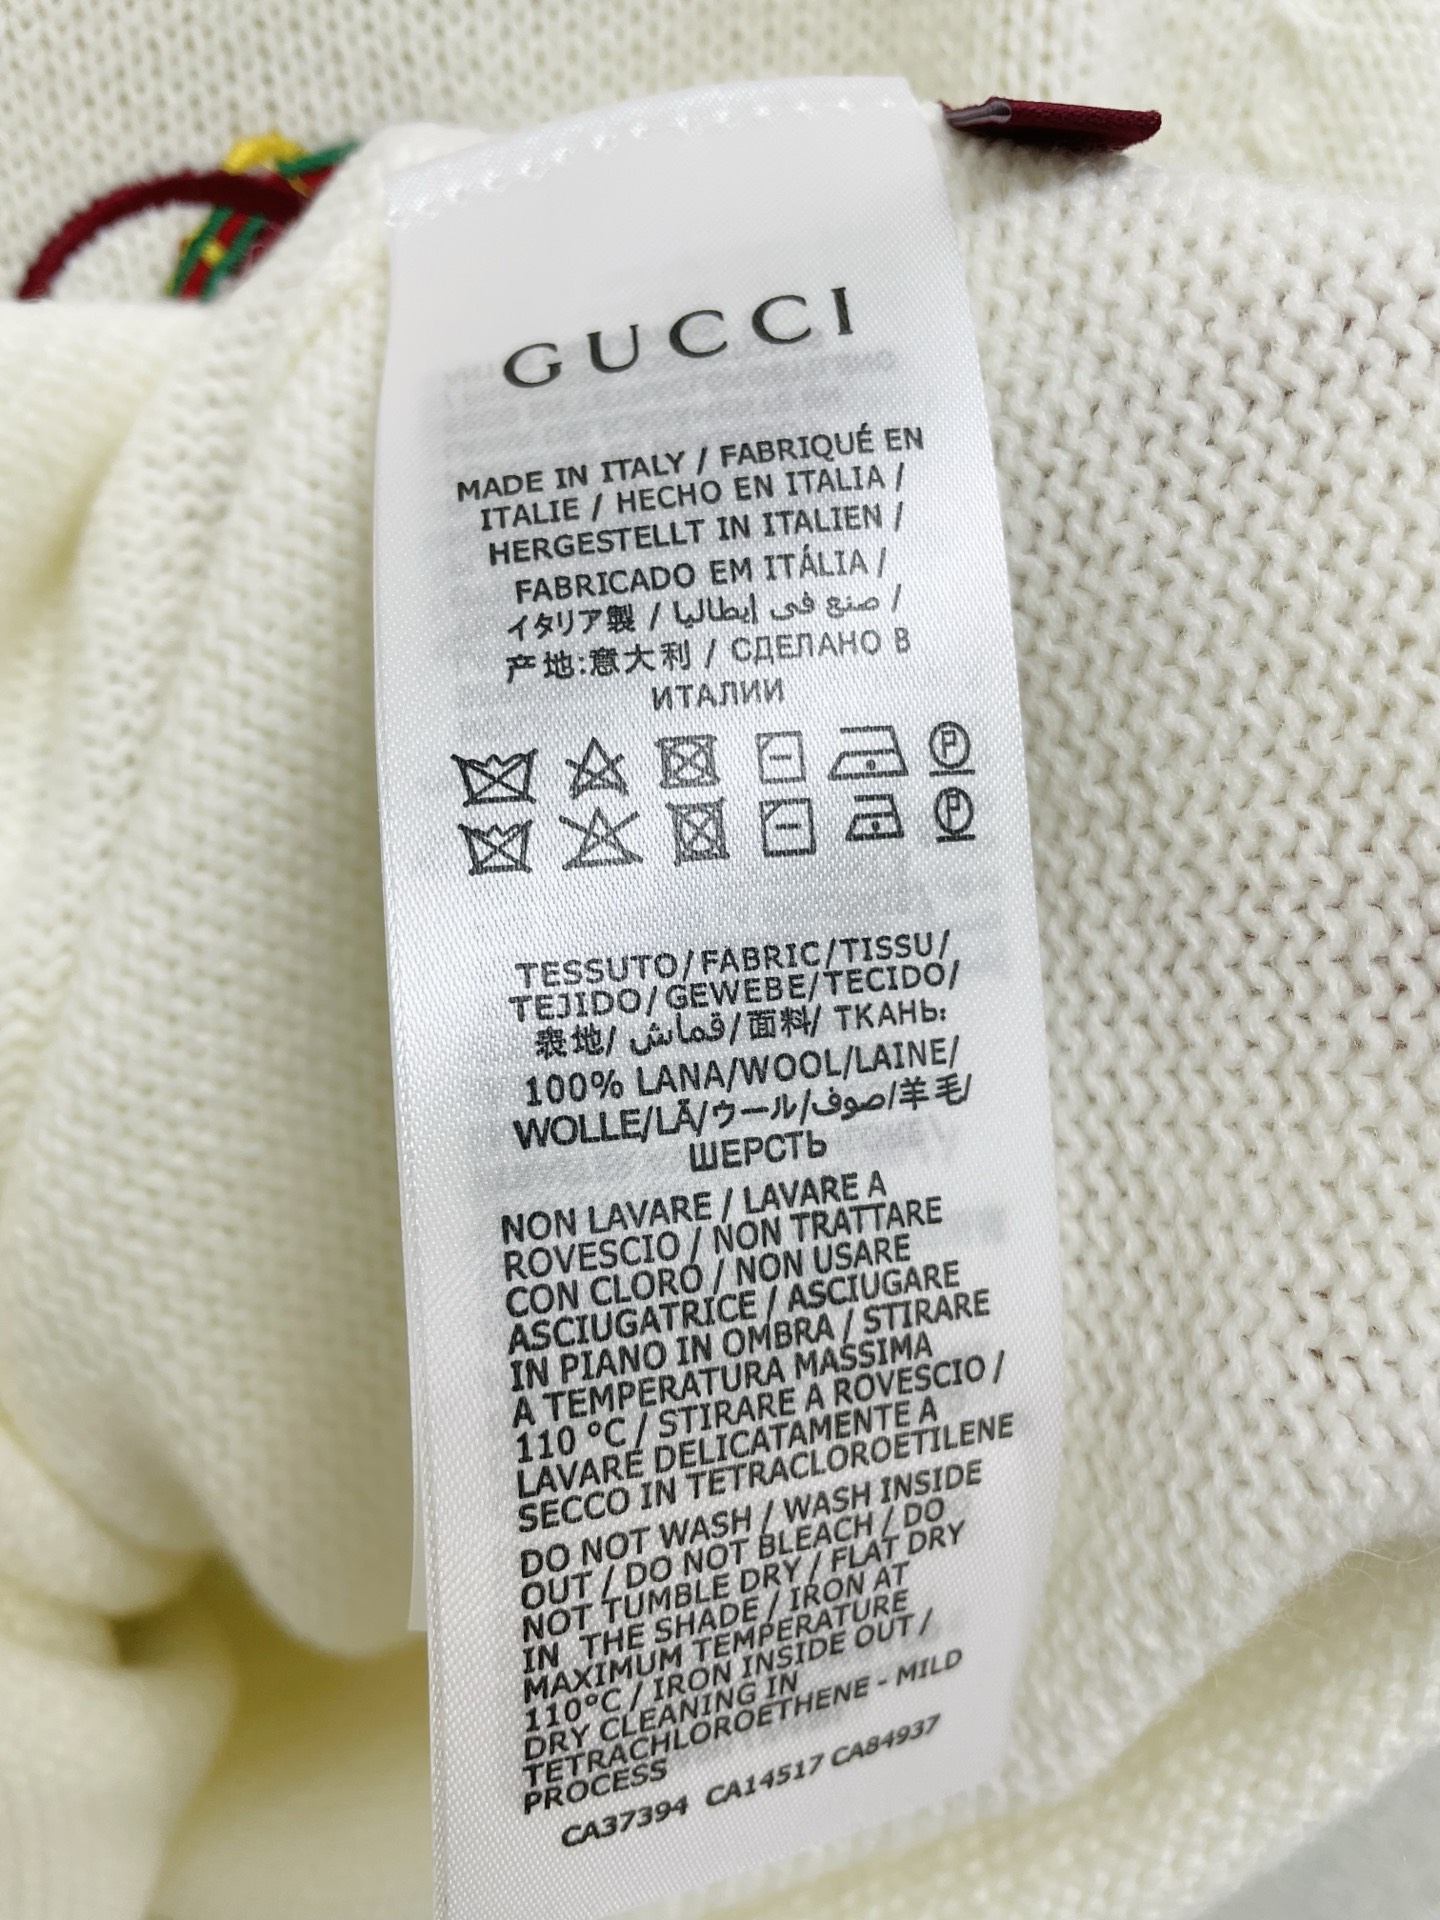 GUCCI
MADE IN ITALY / FABRIQUÉ EN
ITALIE / HECHO EN ITALIA /
HERGESTELLT IN ITALIEN /
FABRICADO EM ITÁLIA /
イタリア製 / صنع في إيطاليا /
产地:意大利 / СДЕЛАНО В
ИТАЛИИ
P
P
TESSUTO/FABRIC/TISSU/
TEJIDO/GEWEBE/TECIDO/
表地/ قماش/面料/ ТКАНЬ:
100% LANA/WOOL/LAINE/
WOLLE/LÃ/ウール/صوف/羊毛/
ШЕРСТЬ
NON LAVARE / LAVARE A
ROVESCIO / NON TRATTARE
CON CLORO / NON USARE
ASCIUGATRICE / ASCIUGARE
IN PIANO IN OMBRA / STIRARE
A TEMPERATURA MASSIMA
110 °C / STIRARE A ROVESCIO /
LAVARE DELICATAMENTE A
SECCO IN TETRACLOROETILENE
DO NOT WASH / WASH INSIDE
OUT / DO NOT BLEACH / DO
NOT TUMBLE DRY / FLAT DRY
IN THE SHADE / IRON AT
MAXIMUM TEMPERATURE
110°C / IRON INSIDE OUT /
DRY CLEANING IN
TETRACHLOROETHENE - MILD
PROCESS
CA37394 CA14517 CA84937